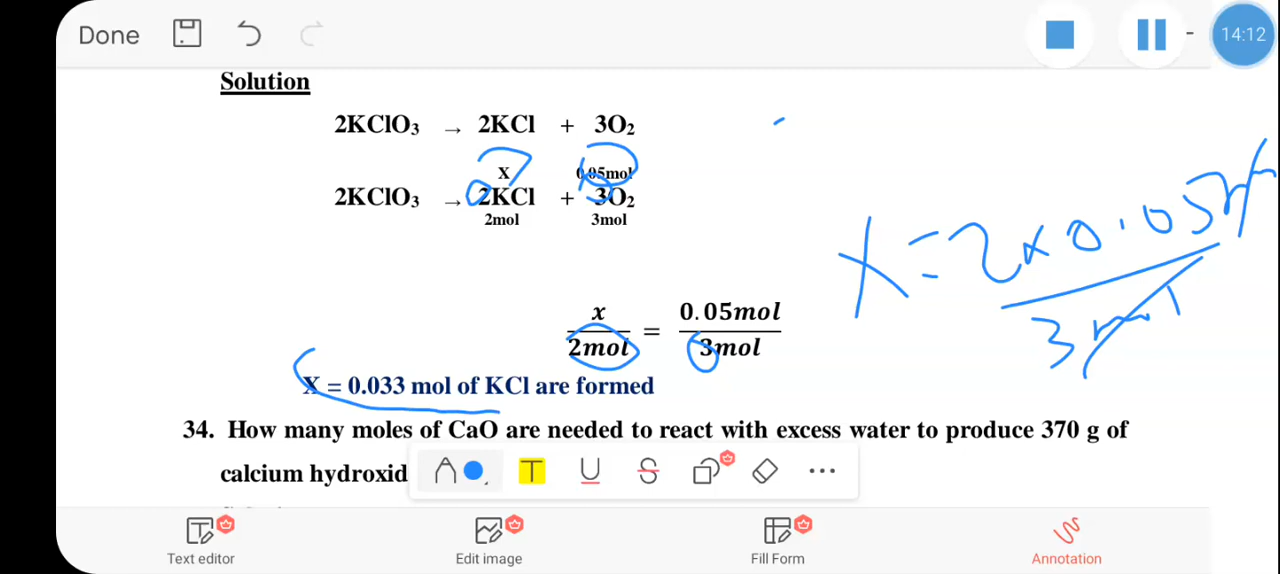 Done
14:12
Solution
2KClO₃ → 2KCl + 3O₂
X 0.05mol
2KClO₃ → 2KCl + 3O₂
2mol 3mol
X = 2 x 0.05
3 mol
x/2mol = 0.05mol/3mol
X = 0.033 mol of KCl are formed
34. How many moles of CaO are needed to react with excess water to produce 370 g of
calcium hydroxid
T U S
Text editor Edit image Fill Form Annotation